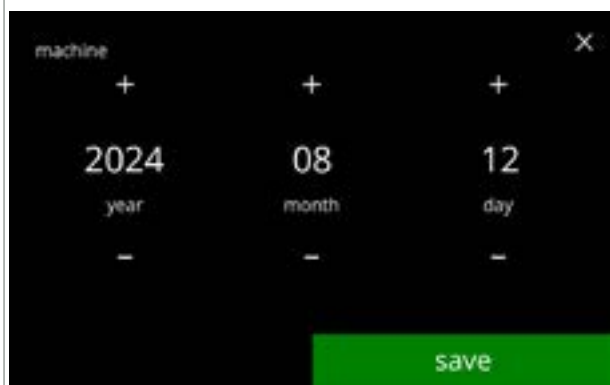 machine ×
+ + +
2024 08 12
year month day
− − −
save